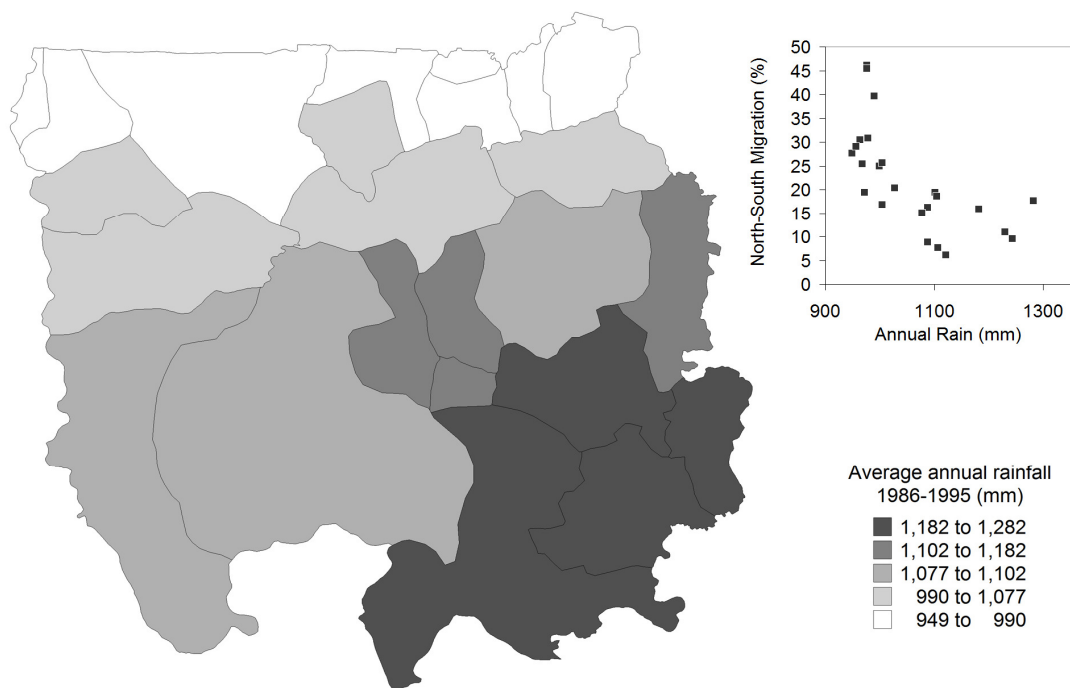 North-South Migration (%)
50
45
40
35
30
25
20
15
10
5
0
900 1100 1300
Annual Rain (mm)
Average annual rainfall
1986-1995 (mm)
1,182 to 1,282
1,102 to 1,182
1,077 to 1,102
990 to 1,077
949 to 990